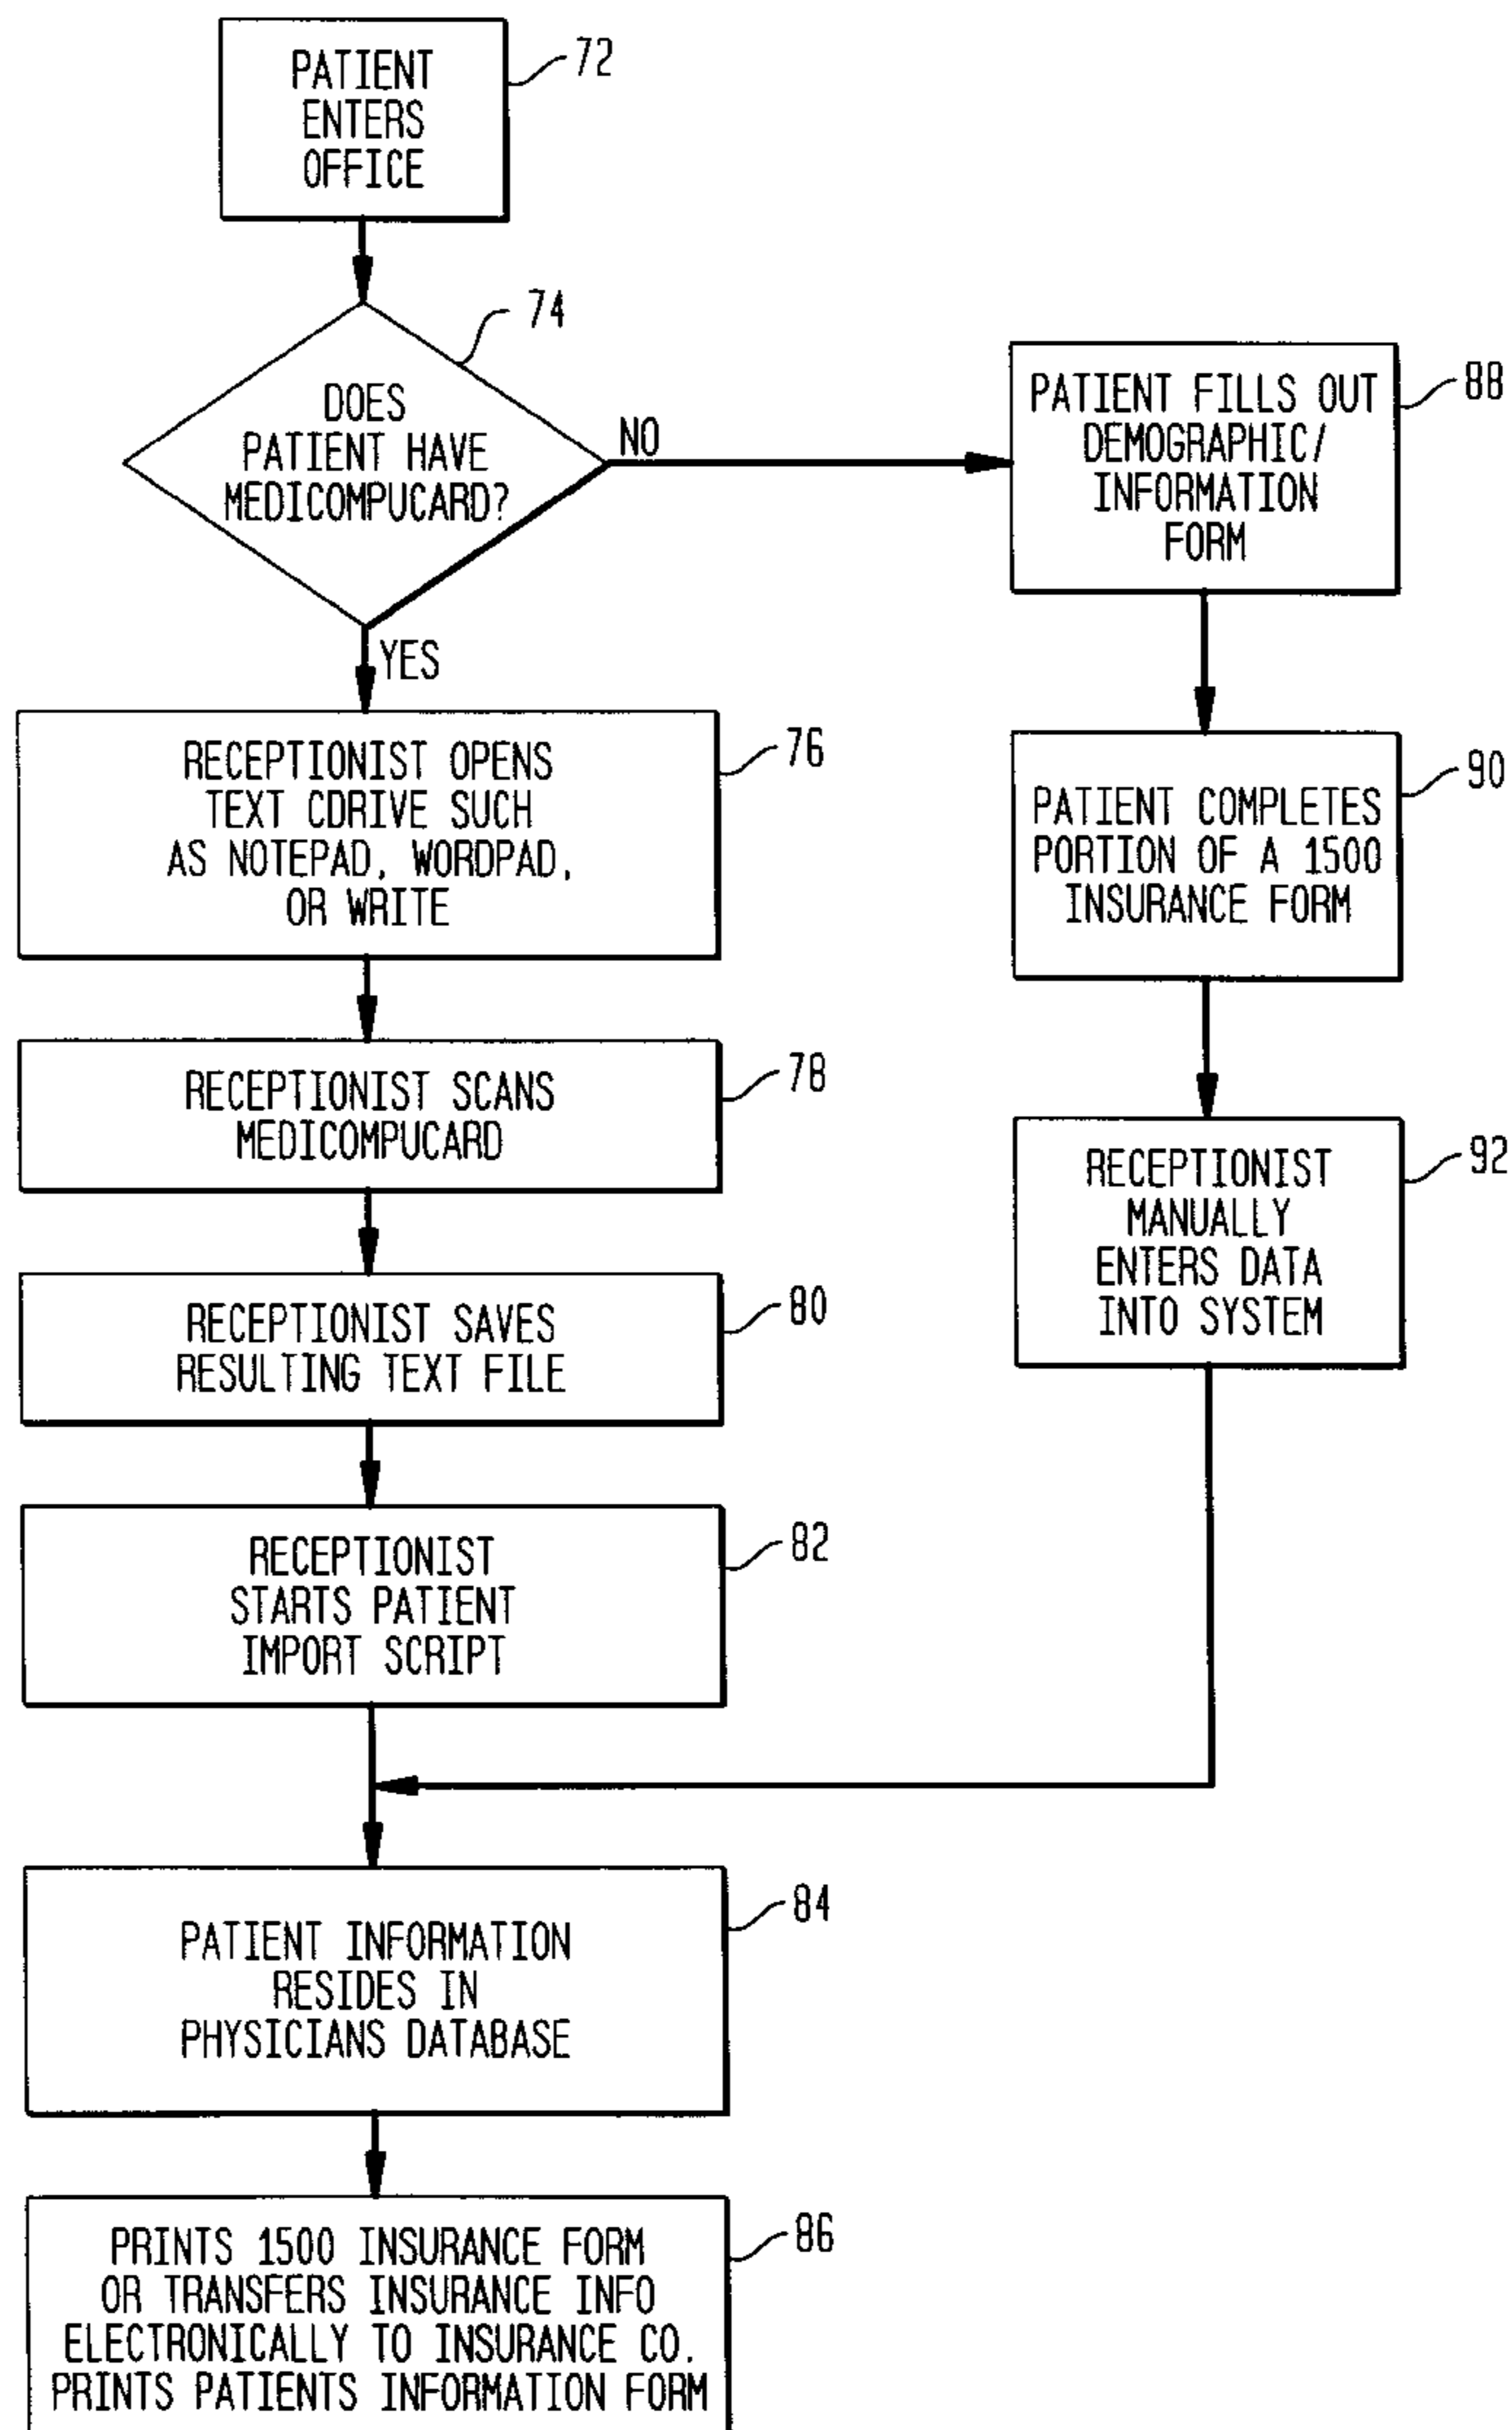 PATIENT
ENTERS
OFFICE
72
DOES
PATIENT HAVE
MEDICOMPUCARD?
74
NO
YES
RECEPTIONIST OPENS
TEXT CDRIVE SUCH
AS NOTEPAD, WORDPAD,
OR WRITE
76
RECEPTIONIST SCANS
MEDICOMPUCARD
78
RECEPTIONIST SAVES
RESULTING TEXT FILE
80
RECEPTIONIST
STARTS PATIENT
IMPORT SCRIPT
82
PATIENT FILLS OUT
DEMOGRAPHIC/
INFORMATION
FORM
88
PATIENT COMPLETES
PORTION OF A 1500
INSURANCE FORM
90
RECEPTIONIST
MANUALLY
ENTERS DATA
INTO SYSTEM
92
PATIENT INFORMATION
RESIDES IN
PHYSICIANS DATABASE
84
PRINTS 1500 INSURANCE FORM
OR TRANSFERS INSURANCE INFO
ELECTRONICALLY TO INSURANCE CO.
PRINTS PATIENTS INFORMATION FORM
86